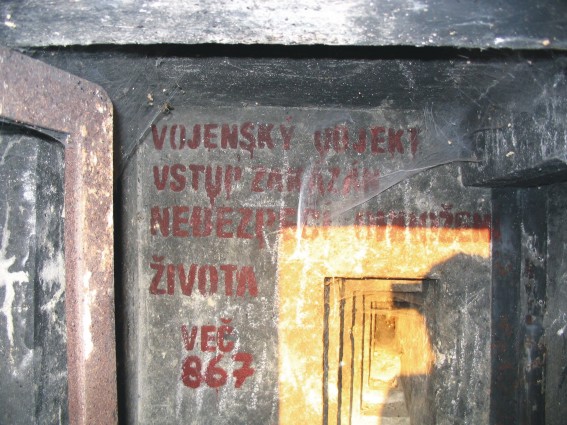 VOJENSKÝ OBJEKT
VSTUP ZAKÁZÁN
NEBEZPEČÍ OHROŽENÍ
ŽIVOTA
VEČ
867